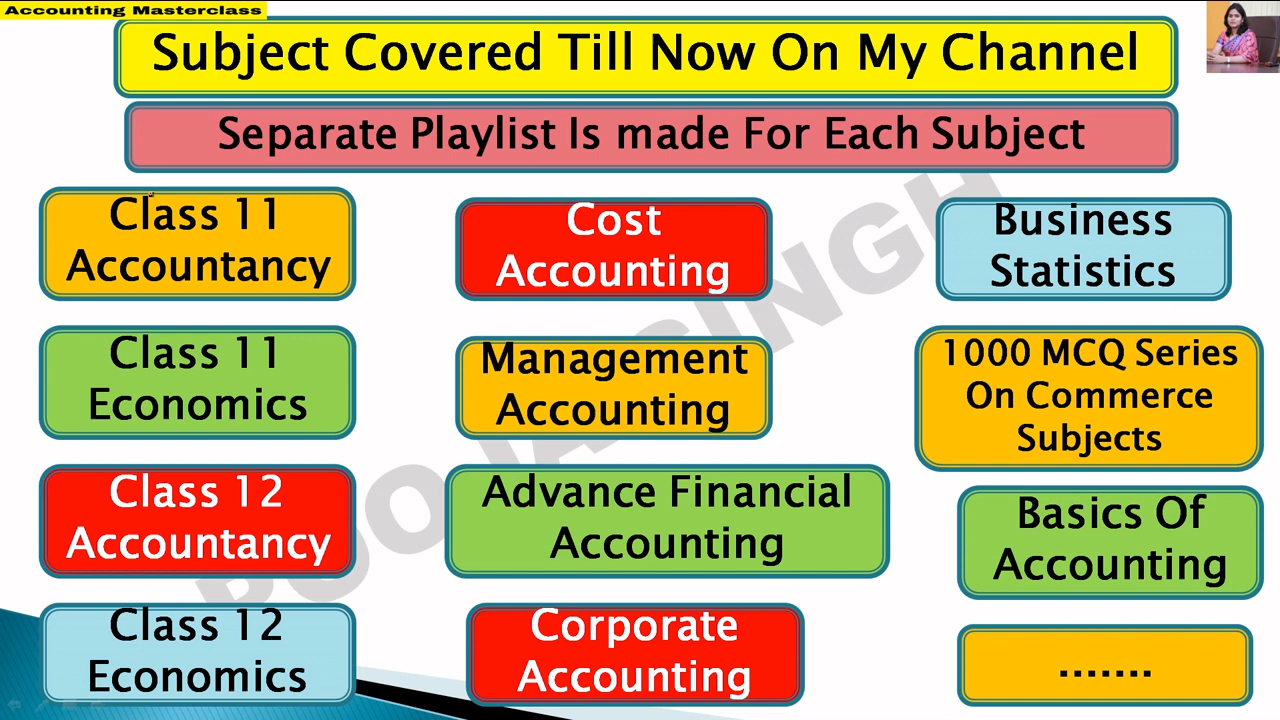 Accounting Masterclass
Subject Covered Till Now On My Channel
Separate Playlist Is made For Each Subject
Class 11
Accountancy
Cost
Accounting
Business
Statistics
Class 11
Economics
Management
Accounting
1000 MCQ Series
On Commerce
Subjects
Class 12
Accountancy
Advance Financial
Accounting
Basics Of
Accounting
Class 12
Economics
Corporate
Accounting
.......
POOJA SINGH